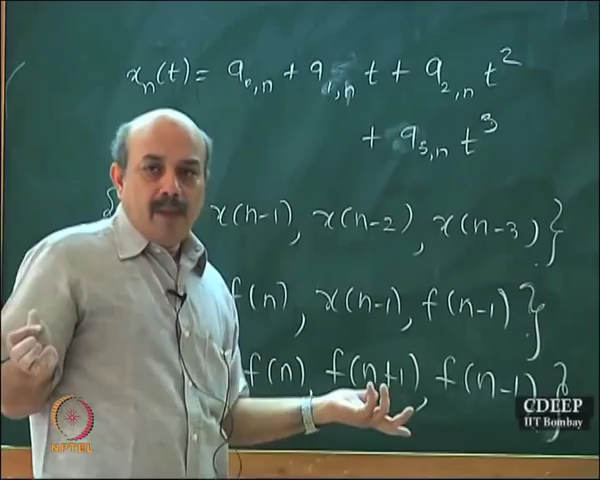 xₙ(t) = a₀,ₙ + a₁,ₙ t + a₂,ₙ t²
+ a₃,ₙ t³
{ x(n-1), x(n-2), x(n-3) }
f(n), x(n-1), f(n-1) }
f(n), f(n+1), f(n-1) }
CDEEP
IIT Bombay
NPTEL